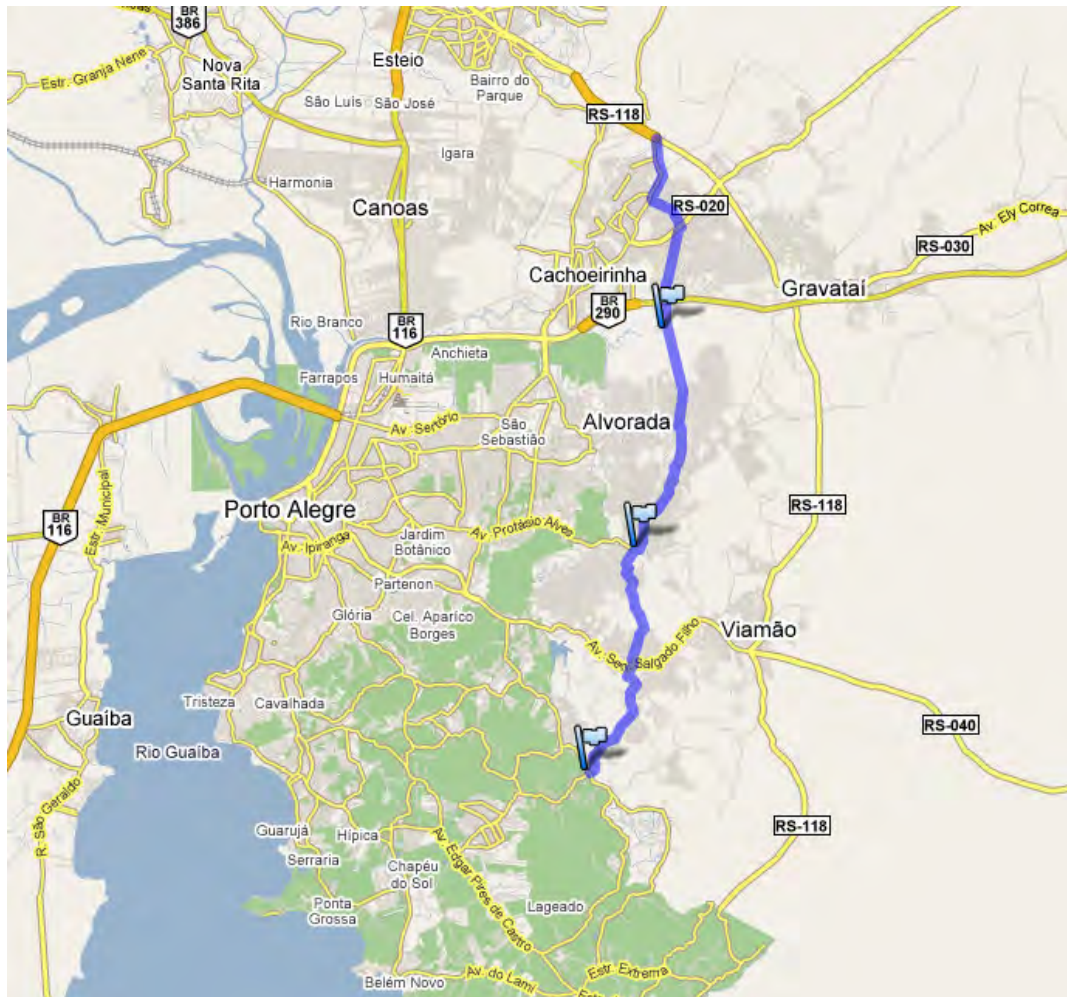 BR
386
Estr. Granja Nene
Nova
Santa Rita
Esteio
Bairro do
Parque
São Luís
São José
RS-118
Igara
Harmonia
Canoas
RS-020
Av. Ely Correa
RS-030
Cachoeirinha
Gravataí
BR
290
Rio Branco
BR
116
Anchieta
Farrapos
Humaitá
Av. Sertório
São
Sebastião
Alvorada
Porto Alegre
RS-118
BR
116
Estr. Municipal
Av. Ipiranga
Jardim
Botânico
Av. Protásio Alves
Partenon
Glória
Cel. Aparíco
Borges
Av. Sen. Salgado Filho
Viamão
Tristeza
Cavalhada
Guaíba
Rio Guaíba
RS-040
R. São Geraldo
Guarujá
Hípica
Serraria
Chapéu
do Sol
Av. Edgar Pires de Castro
RS-118
Ponta
Grossa
Lageado
Belém Novo
Av. do Lami
Estr. Extrema